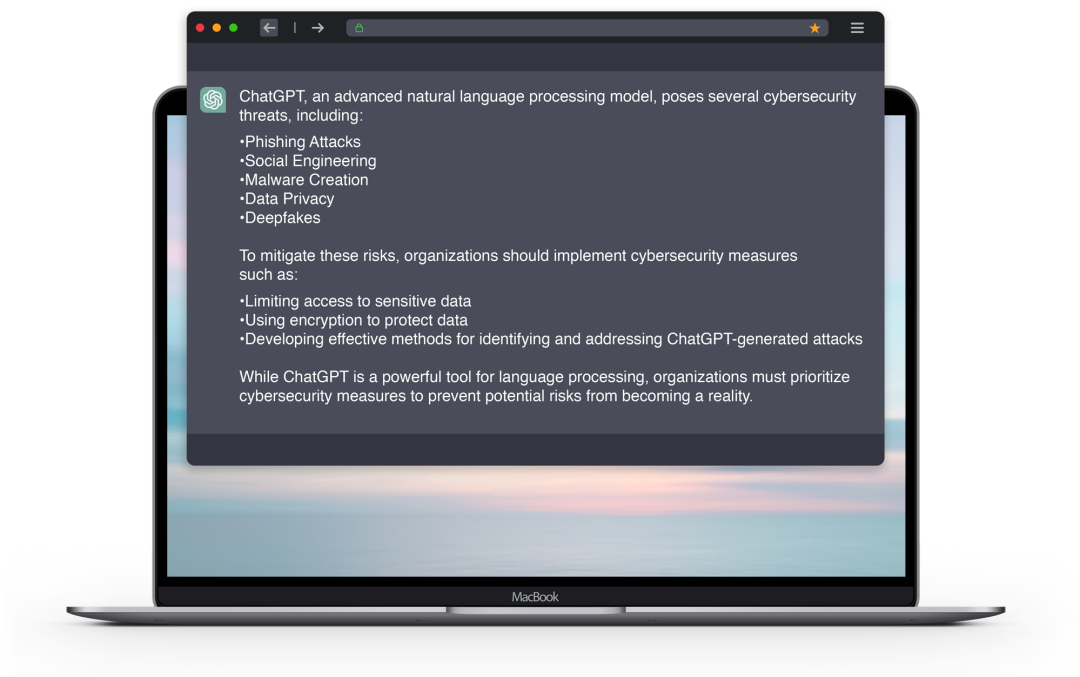 ChatGPT, an advanced natural language processing model, poses several cybersecurity
threats, including:
•Phishing Attacks
•Social Engineering
•Malware Creation
•Data Privacy
•Deepfakes
To mitigate these risks, organizations should implement cybersecurity measures
such as:
•Limiting access to sensitive data
•Using encryption to protect data
•Developing effective methods for identifying and addressing ChatGPT-generated attacks
While ChatGPT is a powerful tool for language processing, organizations must prioritize
cybersecurity measures to prevent potential risks from becoming a reality.
MacBook